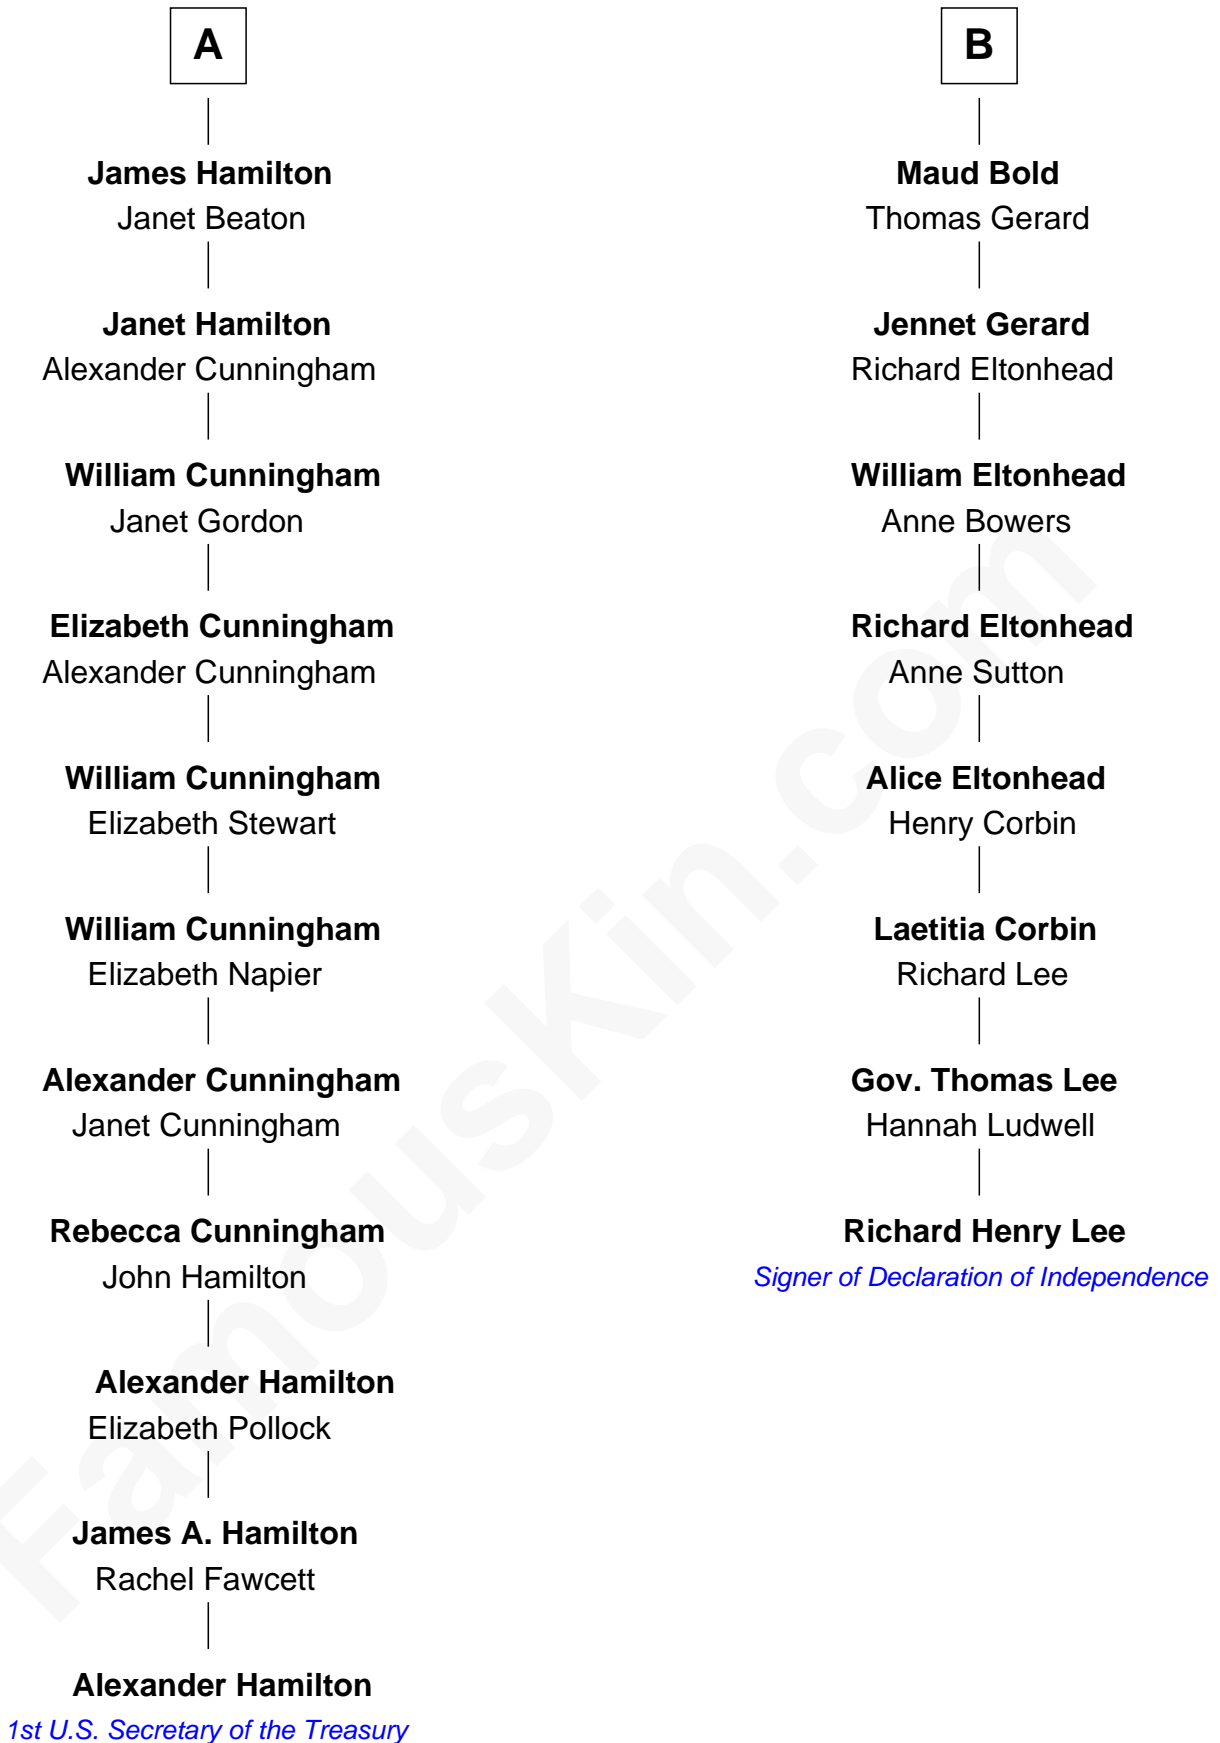 A
James Hamilton
Janet Beaton
Janet Hamilton
Alexander Cunningham
William Cunningham
Janet Gordon
Elizabeth Cunningham
Alexander Cunningham
William Cunningham
Elizabeth Stewart
William Cunningham
Elizabeth Napier
Alexander Cunningham
Janet Cunningham
Rebecca Cunningham
John Hamilton
Alexander Hamilton
Elizabeth Pollock
James A. Hamilton
Rachel Fawcett
Alexander Hamilton
1st U.S. Secretary of the Treasury
B
Maud Bold
Thomas Gerard
Jennet Gerard
Richard Eltonhead
William Eltonhead
Anne Bowers
Richard Eltonhead
Anne Sutton
Alice Eltonhead
Henry Corbin
Laetitia Corbin
Richard Lee
Gov. Thomas Lee
Hannah Ludwell
Richard Henry Lee
Signer of Declaration of Independence
FamousKin.com